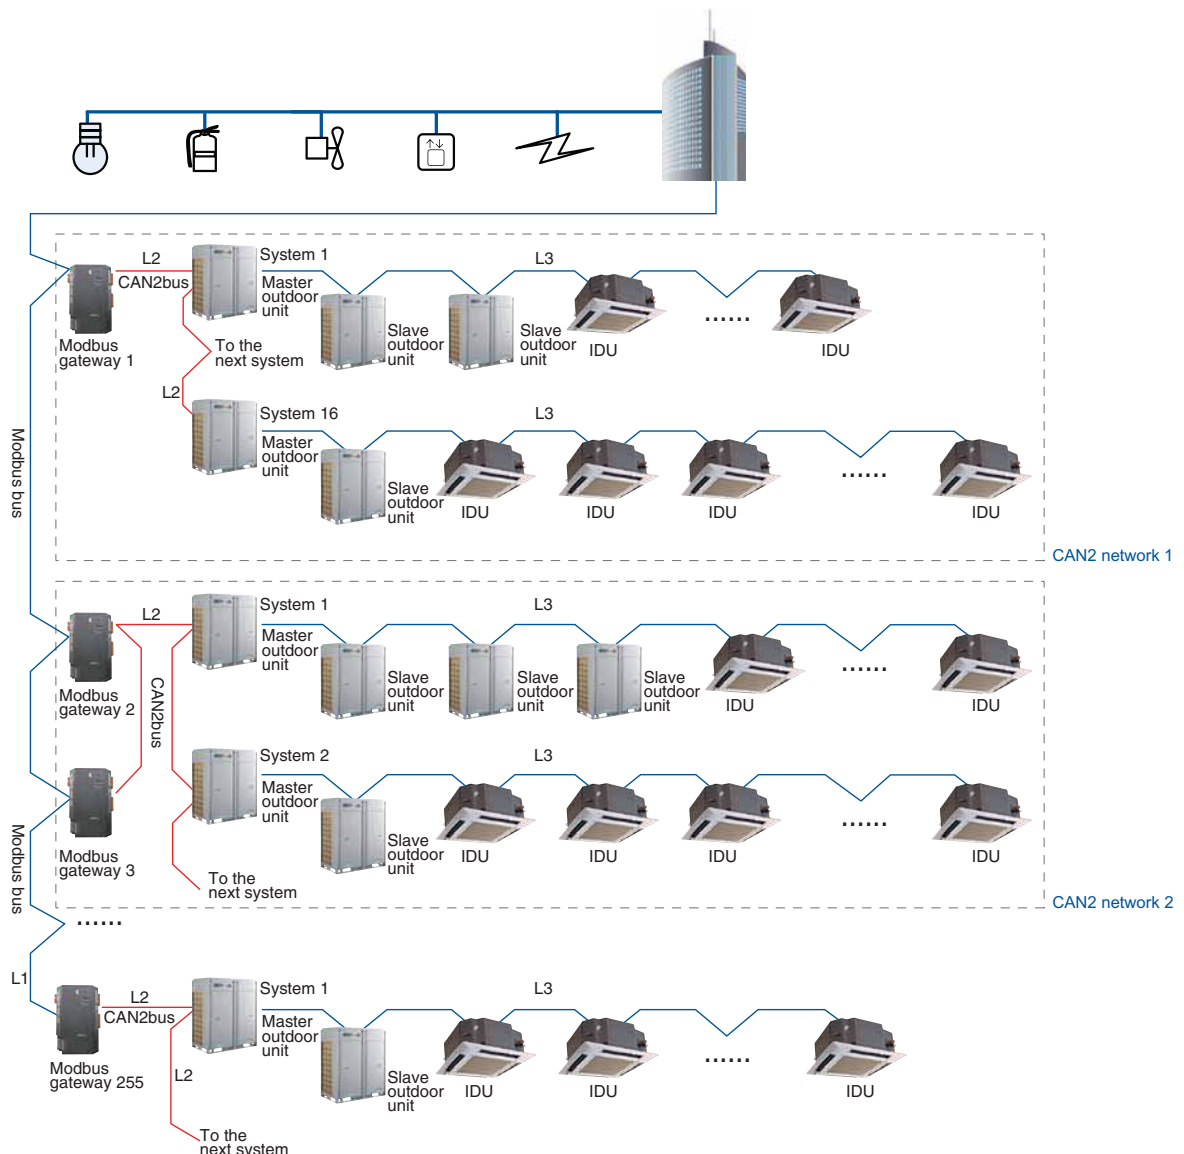 L2
CAN2bus
System 1
Master
outdoor
unit
L3
Slave
outdoor
unit
Slave
outdoor
unit
IDU
......
IDU
Modbus
gateway 1
To the
next system
L2
System 16
Master
outdoor
unit
L3
Slave
outdoor
unit
IDU
IDU
IDU
......
IDU
Modbus bus
CAN2 network 1
L2
System 1
Master
outdoor
unit
L3
Slave
outdoor
unit
Slave
outdoor
unit
Slave
outdoor
unit
IDU
......
IDU
Modbus
gateway 2
CAN2bus
System 2
Master
outdoor
unit
L3
Slave
outdoor
unit
IDU
IDU
IDU
......
IDU
Modbus
gateway 3
To the
next system
Modbus bus
CAN2 network 2
......
L1
L2
CAN2bus
System 1
Master
outdoor
unit
L3
Slave
outdoor
unit
IDU
IDU
......
IDU
Modbus
gateway 255
L2
To the
next system